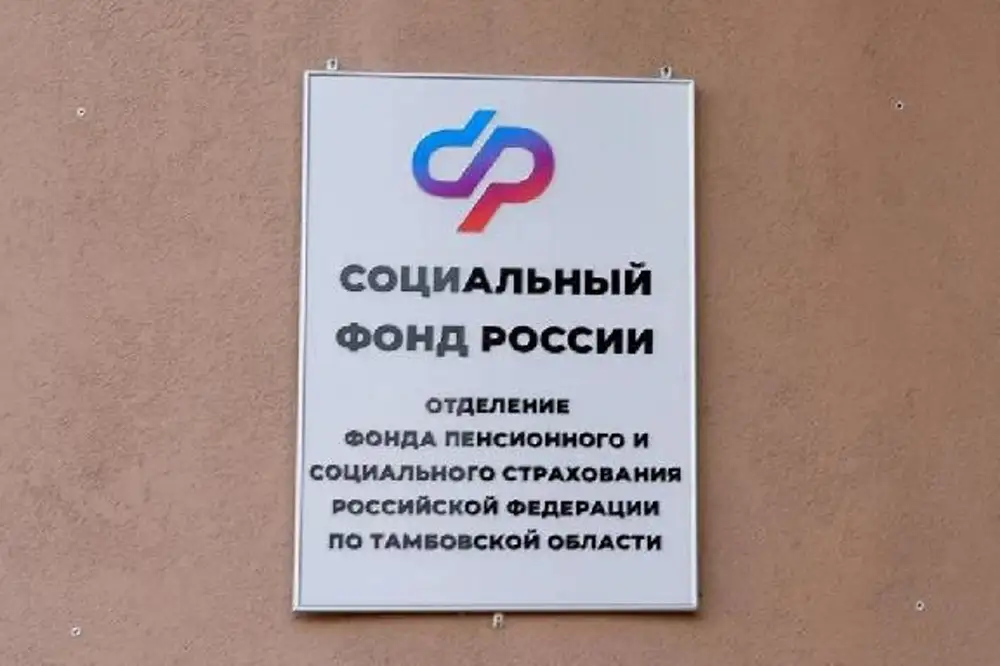 СОЦИАЛЬНЫЙ
ФОНД РОССИИ
ОТДЕЛЕНИЕ
ФОНДА ПЕНСИОННОГО И
СОЦИАЛЬНОГО СТРАХОВАНИЯ
РОССИЙСКОЙ ФЕДЕРАЦИИ
ПО ТАМБОВСКОЙ ОБЛАСТИ